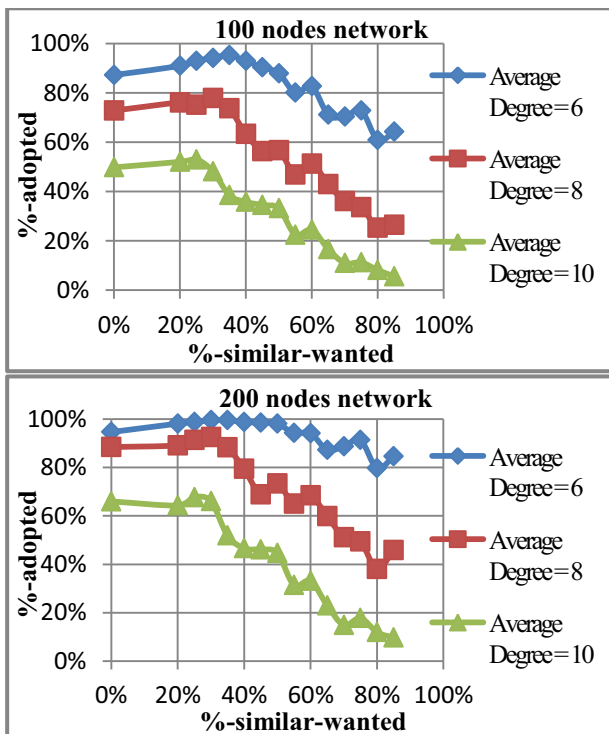 100 nodes network
100%
80%
60%
40%
20%
0%
%-adopted
0% 20% 40% 60% 80% 100%
%-similar-wanted
Average
Degree=6
Average
Degree=8
Average
Degree=10
200 nodes network
100%
80%
60%
40%
20%
0%
%-adopted
0% 20% 40% 60% 80% 100%
%-similar-wanted
Average
Degree=6
Average
Degree=8
Average
Degree=10